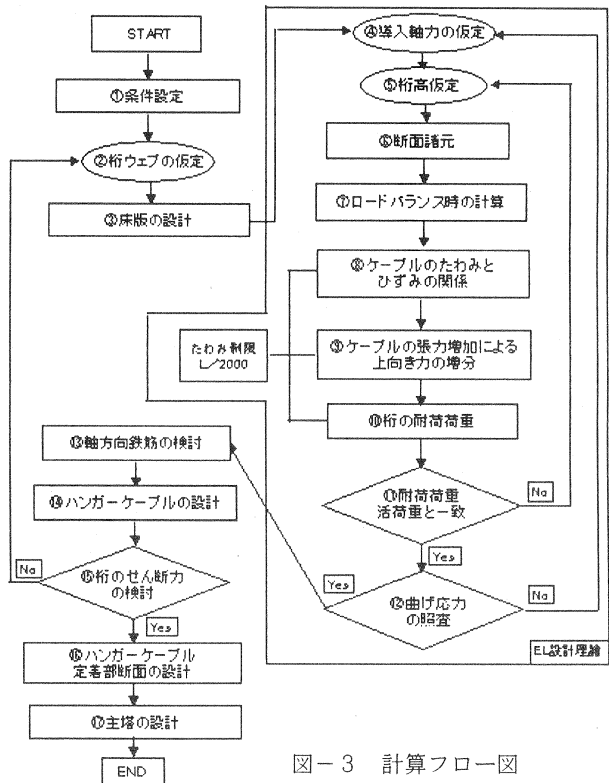 START
①条件設定
②桁ウェブの仮定
③床版の設計
④導入軸力の仮定
⑤桁高仮定
⑥断面諸元
⑦ロードバランス時の計算
⑧ケーブルのたわみと
ひずみの関係
たわみ制限
L/2000
⑨ケーブルの張力増加による
上向き力の増分
⑩桁の耐荷荷重
⑪耐荷荷重
活荷重と一致
No
Yes
⑫曲げ応力
の照査
Yes
No
EL設計理論
⑬軸方向鉄筋の検討
⑭ハンガーケーブルの設計
⑮桁のせん断力
の検討
No
Yes
⑯ハンガーケーブル
定着部断面の設計
⑰主塔の設計
END
図-3 計算フロー図